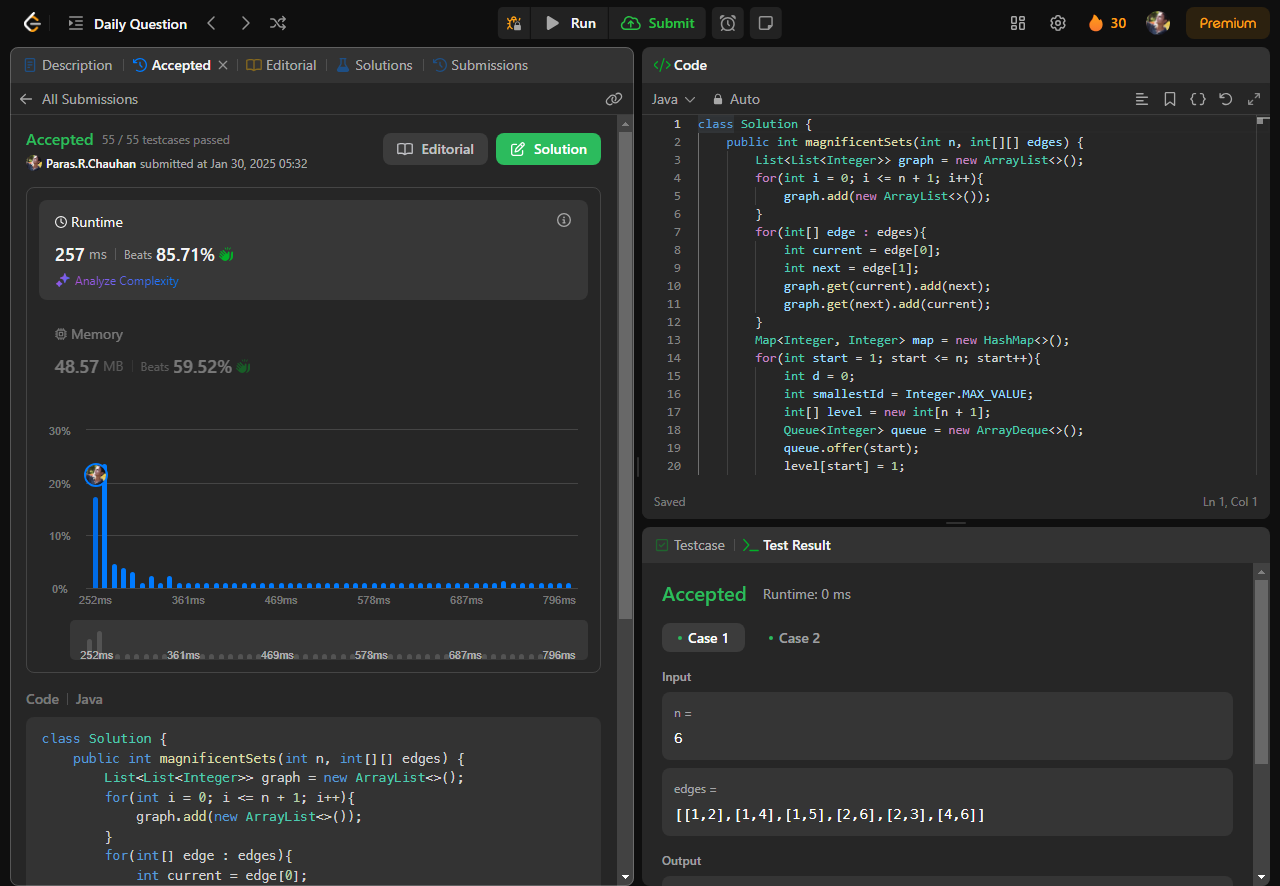 Daily Question
Run
Submit
30
Premium
Description
Accepted
Editorial
Solutions
Submissions
All Submissions
Accepted 55 / 55 testcases passed
Paras.R.Chauhan submitted at Jan 30, 2025 05:32
Editorial
Solution
Runtime
257 ms Beats 85.71%
Analyze Complexity
Memory
48.57 MB Beats 59.52%
30%
20%
10%
0%
252ms 361ms 469ms 578ms 687ms 796ms
252ms 361ms 469ms 578ms 687ms 796ms
Code Java
class Solution {
    public int magnificentSets(int n, int[][] edges) {
        List<List<Integer>> graph = new ArrayList<>();
        for(int i = 0; i <= n + 1; i++){
            graph.add(new ArrayList<>());
        }
        for(int[] edge : edges){
            int current = edge[0];
</> Code
Java
Auto
1 class Solution {
2     public int magnificentSets(int n, int[][] edges) {
3         List<List<Integer>> graph = new ArrayList<>();
4         for(int i = 0; i <= n + 1; i++){
5             graph.add(new ArrayList<>());
6         }
7         for(int[] edge : edges){
8             int current = edge[0];
9             int next = edge[1];
10             graph.get(current).add(next);
11             graph.get(next).add(current);
12         }
13         Map<Integer, Integer> map = new HashMap<>();
14         for(int start = 1; start <= n; start++){
15             int d = 0;
16             int smallestId = Integer.MAX_VALUE;
17             int[] level = new int[n + 1];
18             Queue<Integer> queue = new ArrayDeque<>();
19             queue.offer(start);
20             level[start] = 1;
Saved
Ln 1, Col 1
Testcase
Test Result
Accepted Runtime: 0 ms
Case 1
Case 2
Input
n =
6
edges =
[[1,2],[1,4],[1,5],[2,6],[2,3],[4,6]]
Output